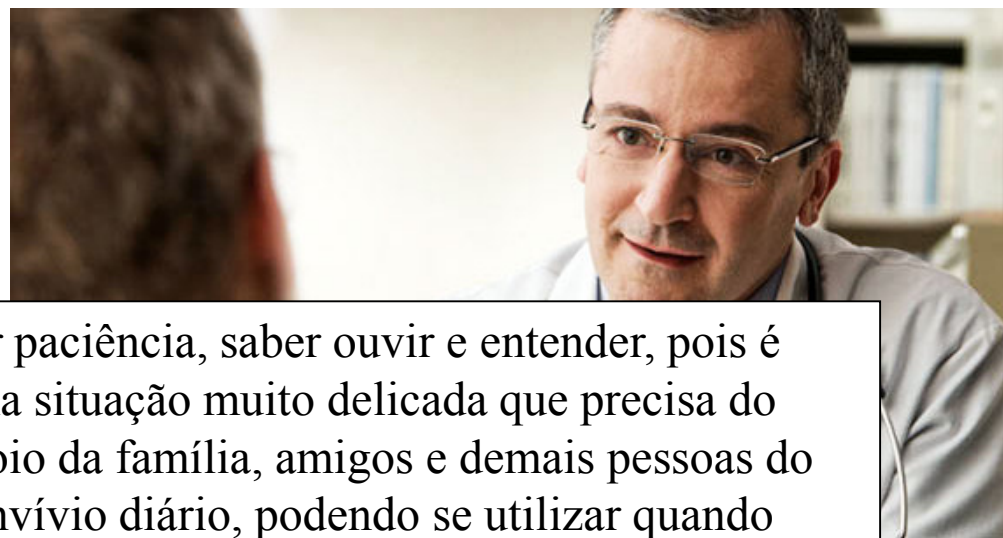 paciência, saber ouvir e entender, pois é
situação muito delicada que precisa do
da família, amigos e demais pessoas do
diário, podendo se utilizar quando